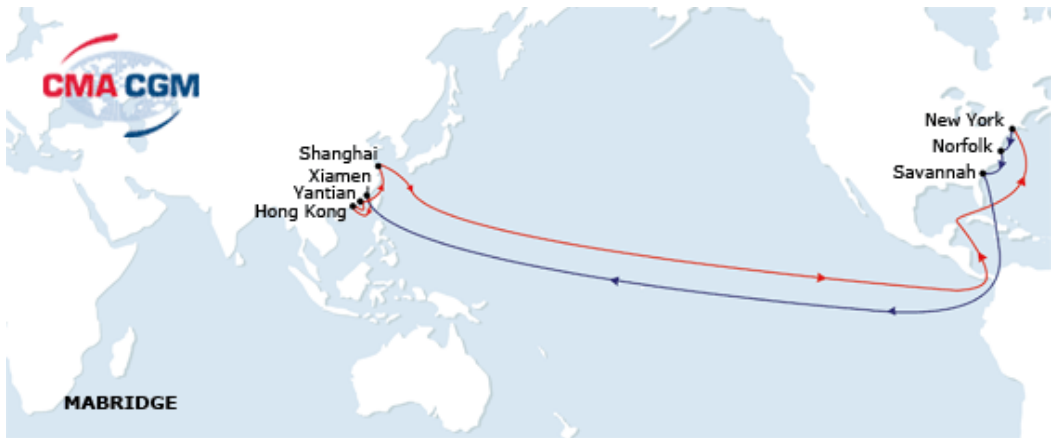 CMA CGM
New York
Norfolk
Savannah
Shanghai
Xiamen
Yantian
Hong Kong
MABRIDGE